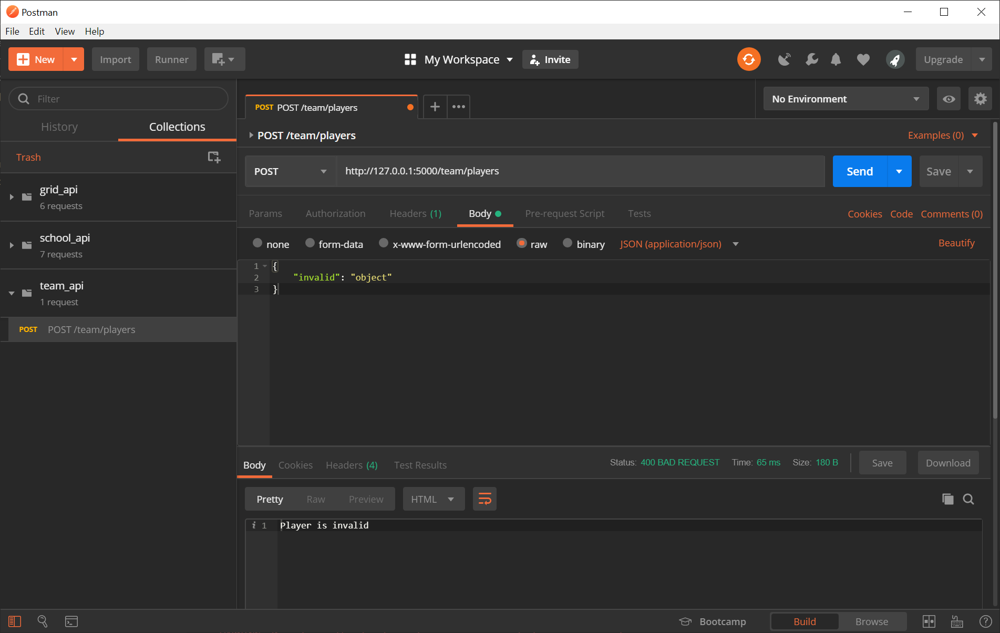 Postman
File Edit View Help
New Import Runner My Workspace Invite Upgrade
Filter
History Collections
Trash
grid_api
6 requests
school_api
7 requests
team_api
1 request
POST POST /team/players
POST POST /team/players
No Environment
POST /team/players Examples (0)
POST http://127.0.0.1:5000/team/players Send Save
Params Authorization Headers (1) Body Pre-request Script Tests Cookies Code Comments (0)
none form-data x-www-form-urlencoded raw binary JSON (application/json) Beautify
1 {
2 "invalid": "object"
3 }
Body Cookies Headers (4) Test Results Status: 400 BAD REQUEST Time: 65 ms Size: 180 B Save Download
Pretty Raw Preview HTML
i 1 Player is invalid
Bootcamp Build Browse